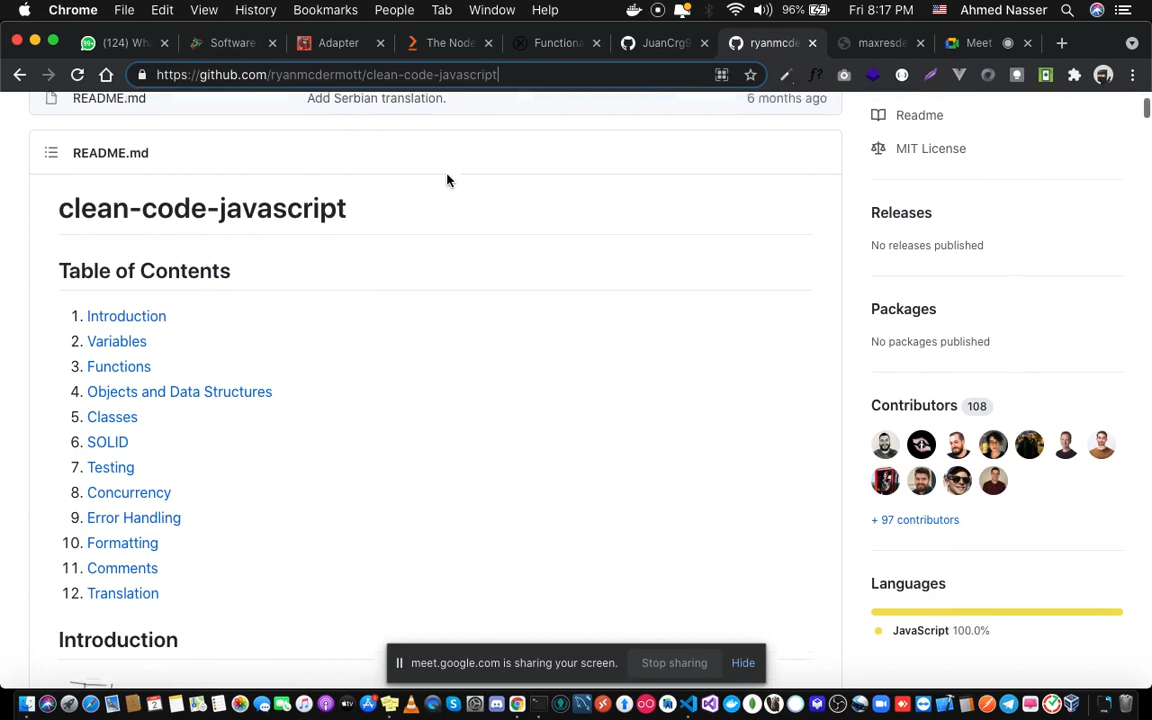 Chrome File Edit View History Bookmarks People Tab Window Help 96% Fri 8:17 PM Ahmed Nasser
(124) Wh Software Adapter The Node Functiona JuanCrg9 ryanmcde maxresde Meet
https://github.com/ryanmcdermott/clean-code-javascript
README.md Add Serbian translation. 6 months ago
README.md
clean-code-javascript
Table of Contents
1. Introduction
2. Variables
3. Functions
4. Objects and Data Structures
5. Classes
6. SOLID
7. Testing
8. Concurrency
9. Error Handling
10. Formatting
11. Comments
12. Translation
Introduction
Readme
MIT License
Releases
No releases published
Packages
No packages published
Contributors 108
+ 97 contributors
Languages
JavaScript 100.0%
meet.google.com is sharing your screen. Stop sharing Hide